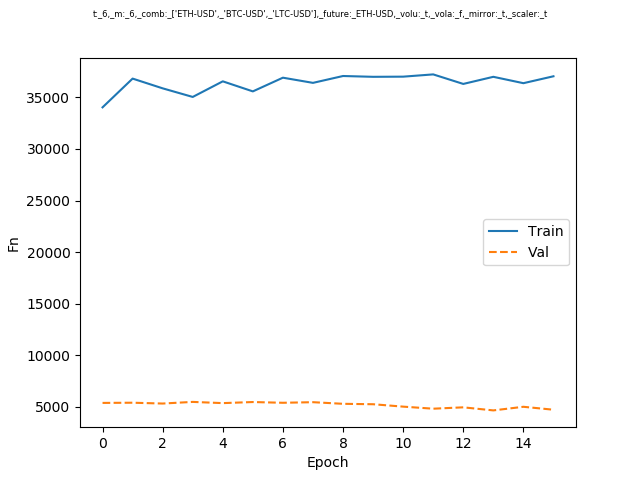 t:_6,_m:_6,_comb:_['ETH-USD',_'BTC-USD',_'LTC-USD'],_future:_ETH-USD,_volu:_t,_vola:_f,_mirror:_t,_scaler:_t
35000
30000
25000
20000
15000
10000
5000
Fn
Train
Val
0 2 4 6 8 10 12 14
Epoch